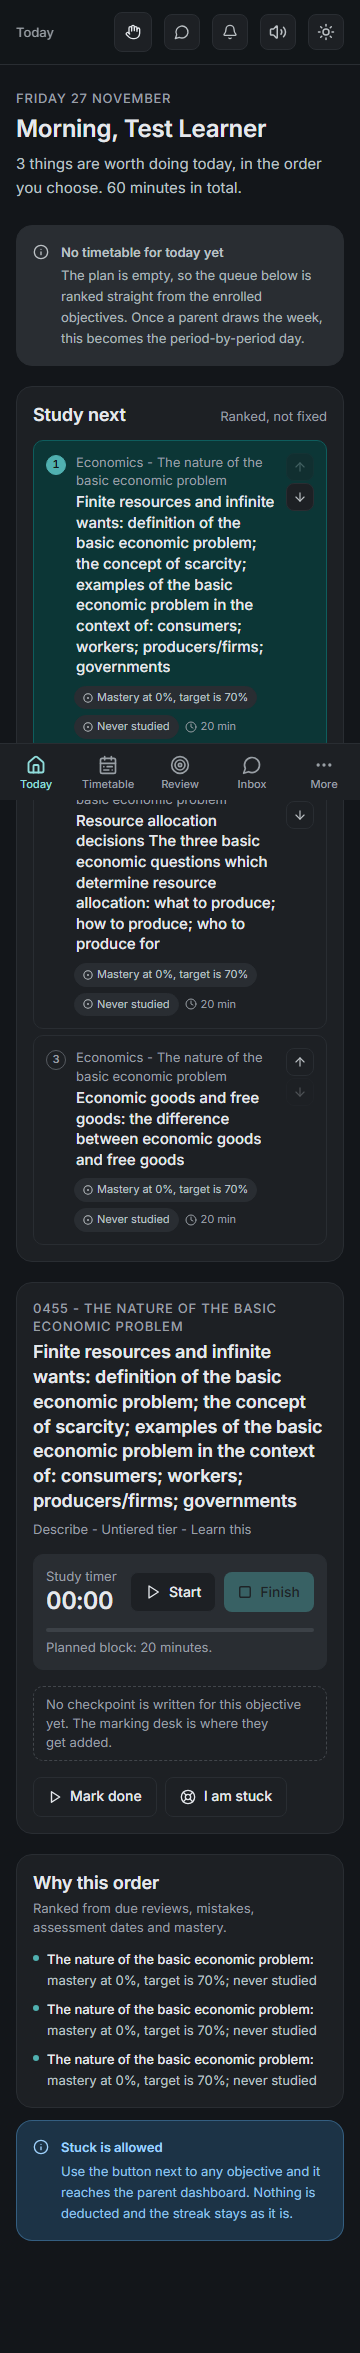 Today
FRIDAY 27 NOVEMBER
Morning, Test Learner
3 things are worth doing today, in the order
you choose. 60 minutes in total.
No timetable for today yet
The plan is empty, so the queue below is
ranked straight from the enrolled
objectives. Once a parent draws the week,
this becomes the period-by-period day.
Study next
Ranked, not fixed
1
Economics - The nature of the
basic economic problem
Finite resources and infinite
wants: definition of the
basic economic problem;
the concept of scarcity;
examples of the basic
economic problem in the
context of: consumers;
workers; producers/firms;
governments
Mastery at 0%, target is 70%
Never studied
20 min
Today
Timetable
Review
Inbox
More
basic economic problem
Resource allocation
decisions The three basic
economic questions which
determine resource
allocation: what to produce;
how to produce; who to
produce for
Mastery at 0%, target is 70%
Never studied
20 min
3
Economics - The nature of the
basic economic problem
Economic goods and free
goods: the difference
between economic goods
and free goods
Mastery at 0%, target is 70%
Never studied
20 min
0455 - THE NATURE OF THE BASIC
ECONOMIC PROBLEM
Finite resources and infinite
wants: definition of the basic
economic problem; the concept
of scarcity; examples of the basic
economic problem in the context
of: consumers; workers;
producers/firms; governments
Describe - Untiered tier - Learn this
Study timer
00:00
Start
Finish
Planned block: 20 minutes.
No checkpoint is written for this objective
yet. The marking desk is where they
get added.
Mark done
I am stuck
Why this order
Ranked from due reviews, mistakes,
assessment dates and mastery.
The nature of the basic economic problem:
mastery at 0%, target is 70%; never studied
The nature of the basic economic problem:
mastery at 0%, target is 70%; never studied
The nature of the basic economic problem:
mastery at 0%, target is 70%; never studied
Stuck is allowed
Use the button next to any objective and it
reaches the parent dashboard. Nothing is
deducted and the streak stays as it is.